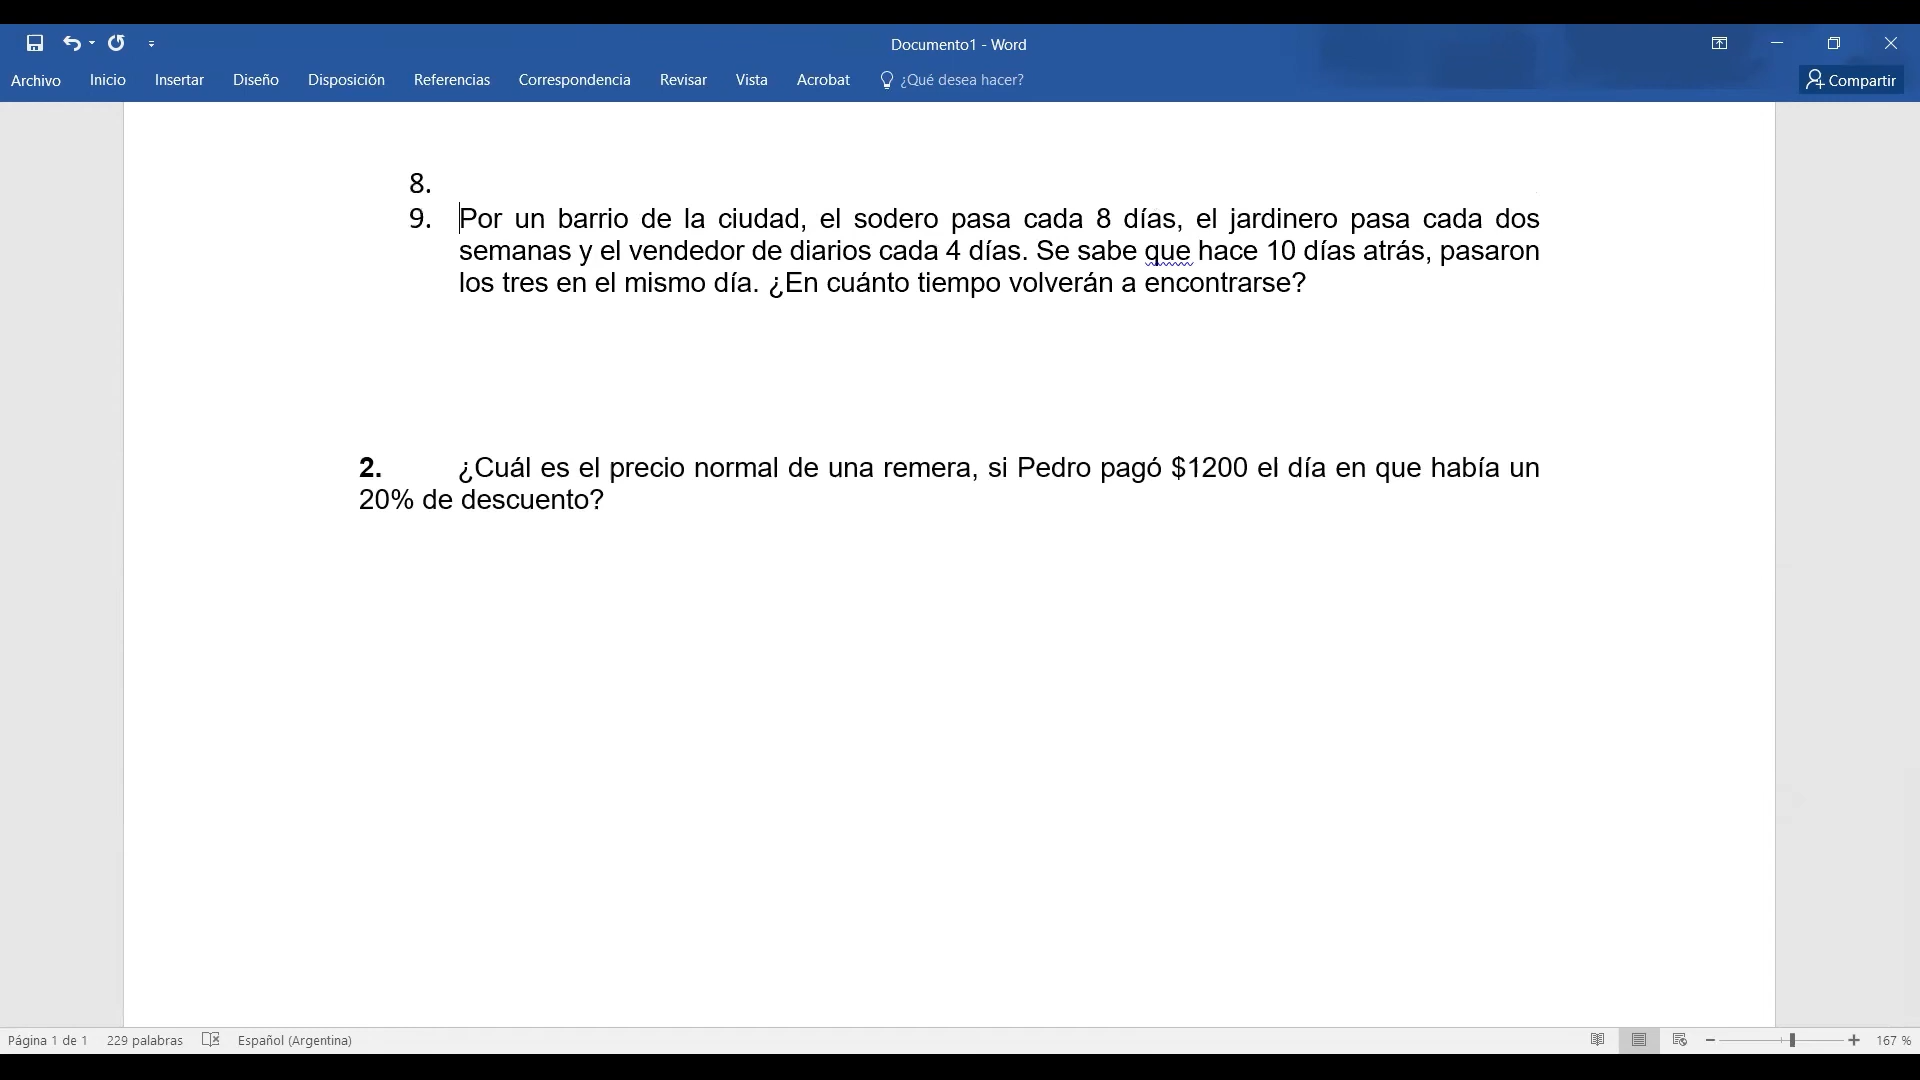 Documento1 - Word
Archivo Inicio Insertar Diseño Disposición Referencias Correspondencia Revisar Vista Acrobat ¿Qué desea hacer? Compartir
8.
9. Por un barrio de la ciudad, el sodero pasa cada 8 días, el jardinero pasa cada dos
semanas y el vendedor de diarios cada 4 días. Se sabe que hace 10 días atrás, pasaron
los tres en el mismo día. ¿En cuánto tiempo volverán a encontrarse?
2. ¿Cuál es el precio normal de una remera, si Pedro pagó $1200 el día en que había un
20% de descuento?
Página 1 de 1 229 palabras Español (Argentina) 167 %